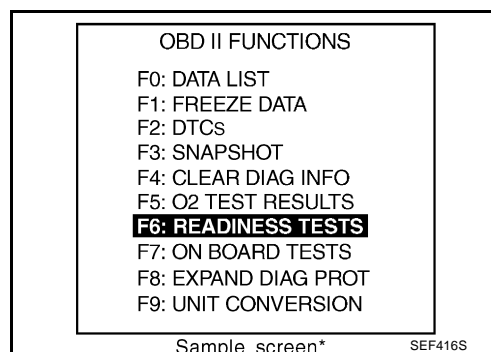 OBD II FUNCTIONS
F0: DATA LIST
F1: FREEZE DATA
F2: DTCs
F3: SNAPSHOT
F4: CLEAR DIAG INFO
F5: O2 TEST RESULTS
F6: READINESS TESTS
F7: ON BOARD TESTS
F8: EXPAND DIAG PROT
F9: UNIT CONVERSION
Sample screen* SEF416S